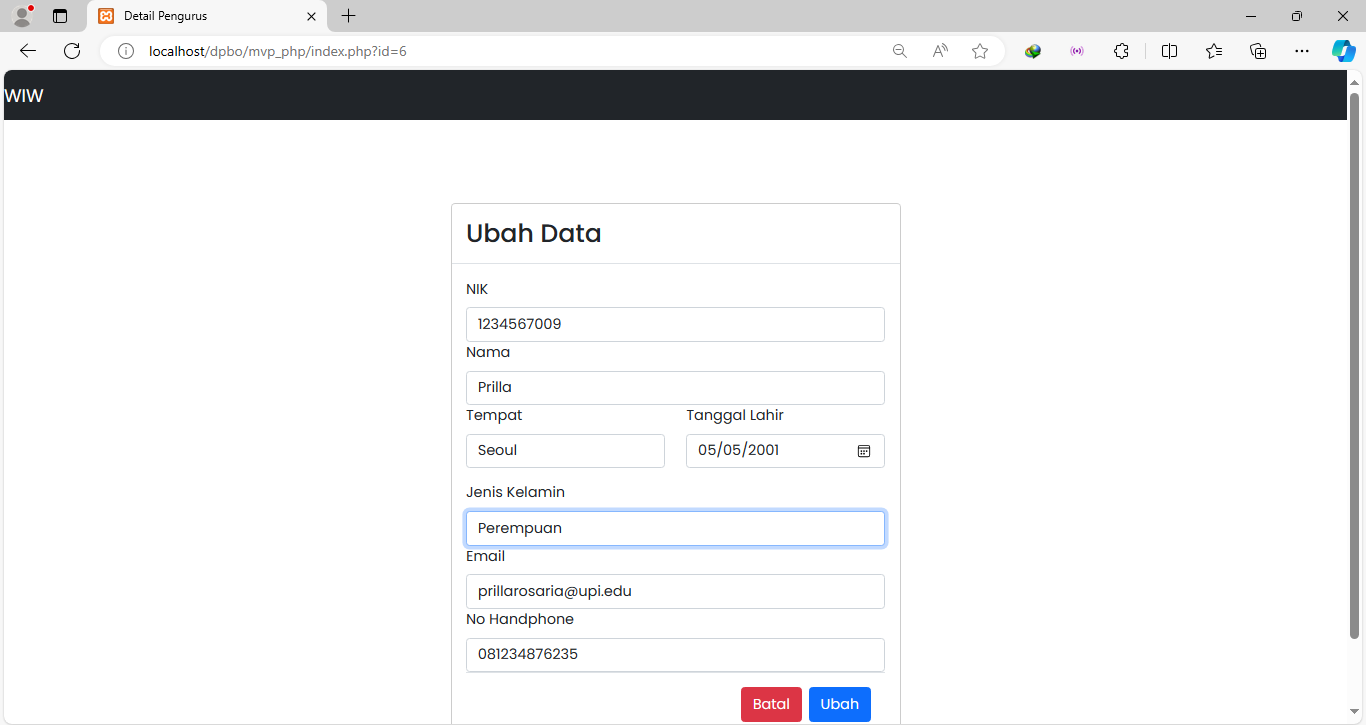 Detail Pengurus
localhost/dpbo/mvp_php/index.php?id=6
WIW
Ubah Data
NIK
1234567009
Nama
Prilla
Tempat Tanggal Lahir
Seoul 05/05/2001
Jenis Kelamin
Perempuan
Email
prillarosaria@upi.edu
No Handphone
081234876235
Batal Ubah